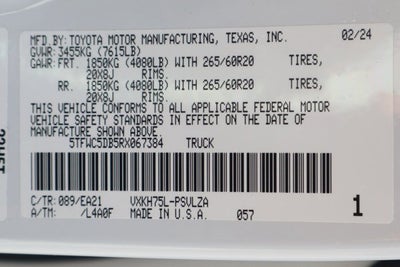 MFD.BY: TOYOTA MOTOR MANUFACTURING, TEXAS, INC. 02/24
GVWR: 3455KG (7615LB)
GAWR: FRT. 1850KG (4080LB) WITH 265/60R20 TIRES,
20X8J RIMS,
RR. 1850KG (4080LB) WITH 265/60R20 TIRES,
20X8J RIMS.
THIS VEHICLE CONFORMS TO ALL APPLICABLE FEDERAL MOTOR
VEHICLE SAFETY STANDARDS IN EFFECT ON THE DATE OF
MANUFACTURE SHOWN ABOVE.
5TFWC5DB5RX067384 TRUCK
C/TR: 089/EA21 VXKH75L-PSVLZA
A/TM: /L4A0F MADE IN U.S.A. 057 1